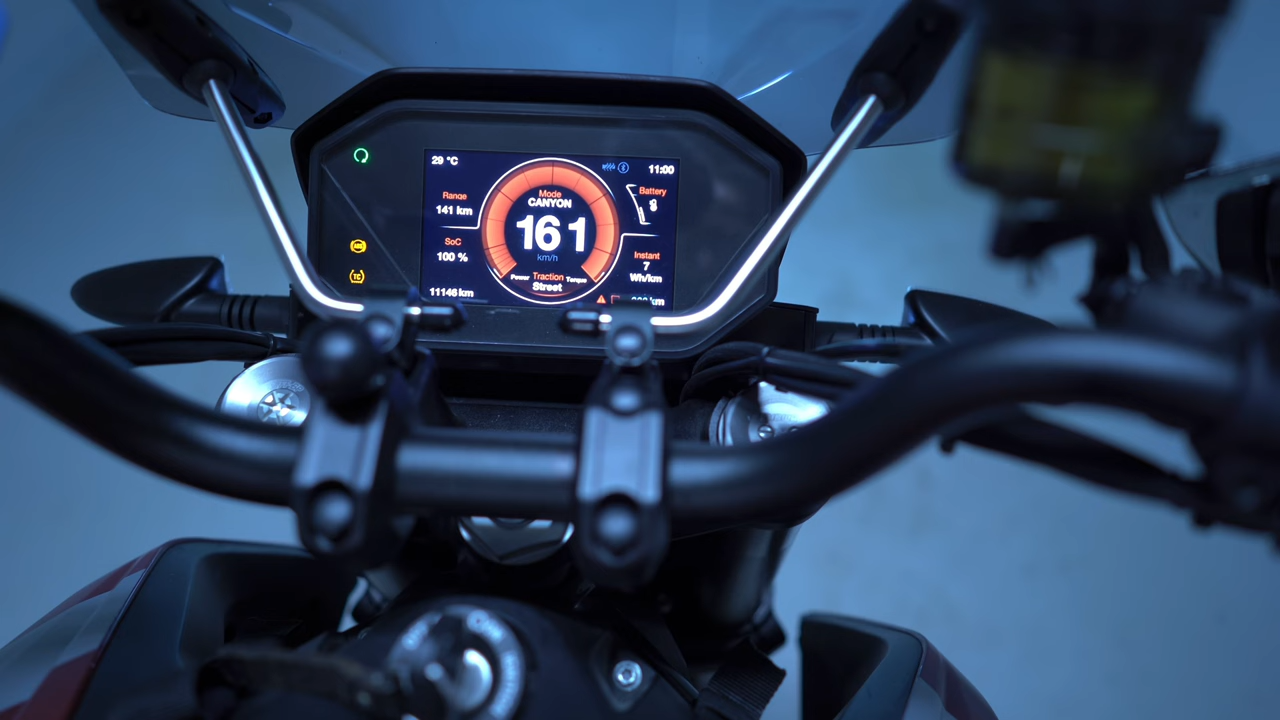 29 °C
11:00
Range
141 km
Mode
CANYON
161
km/h
Battery
SoC
100 %
Instant
7
Wh/km
Power
Traction
Torque
Street
11146 km
km
ABS
TC